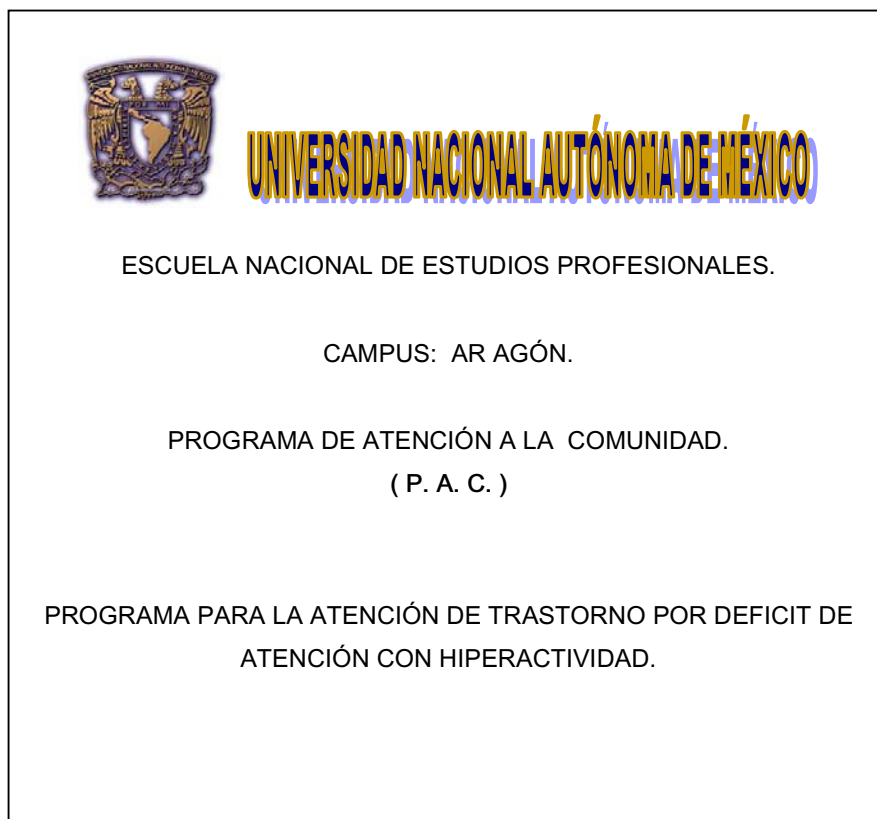 UNIVERSIDAD NACIONAL AUTÓNOMA DE MÉXICO
ESCUELA NACIONAL DE ESTUDIOS PROFESIONALES.
CAMPUS: AR AGÓN.
PROGRAMA DE ATENCIÓN A LA COMUNIDAD.
( P. A. C. )
PROGRAMA PARA LA ATENCIÓN DE TRASTORNO POR DEFICIT DE
ATENCIÓN CON HIPERACTIVIDAD.